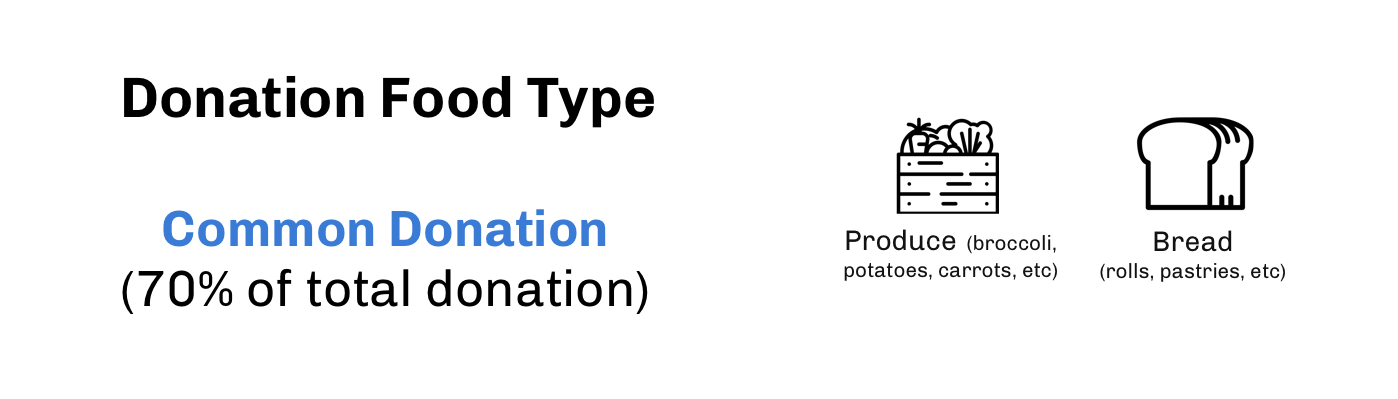 Donation Food Type
Common Donation
(70% of total donation)
Produce (broccoli,
potatoes, carrots, etc)
Bread
(rolls, pastries, etc)